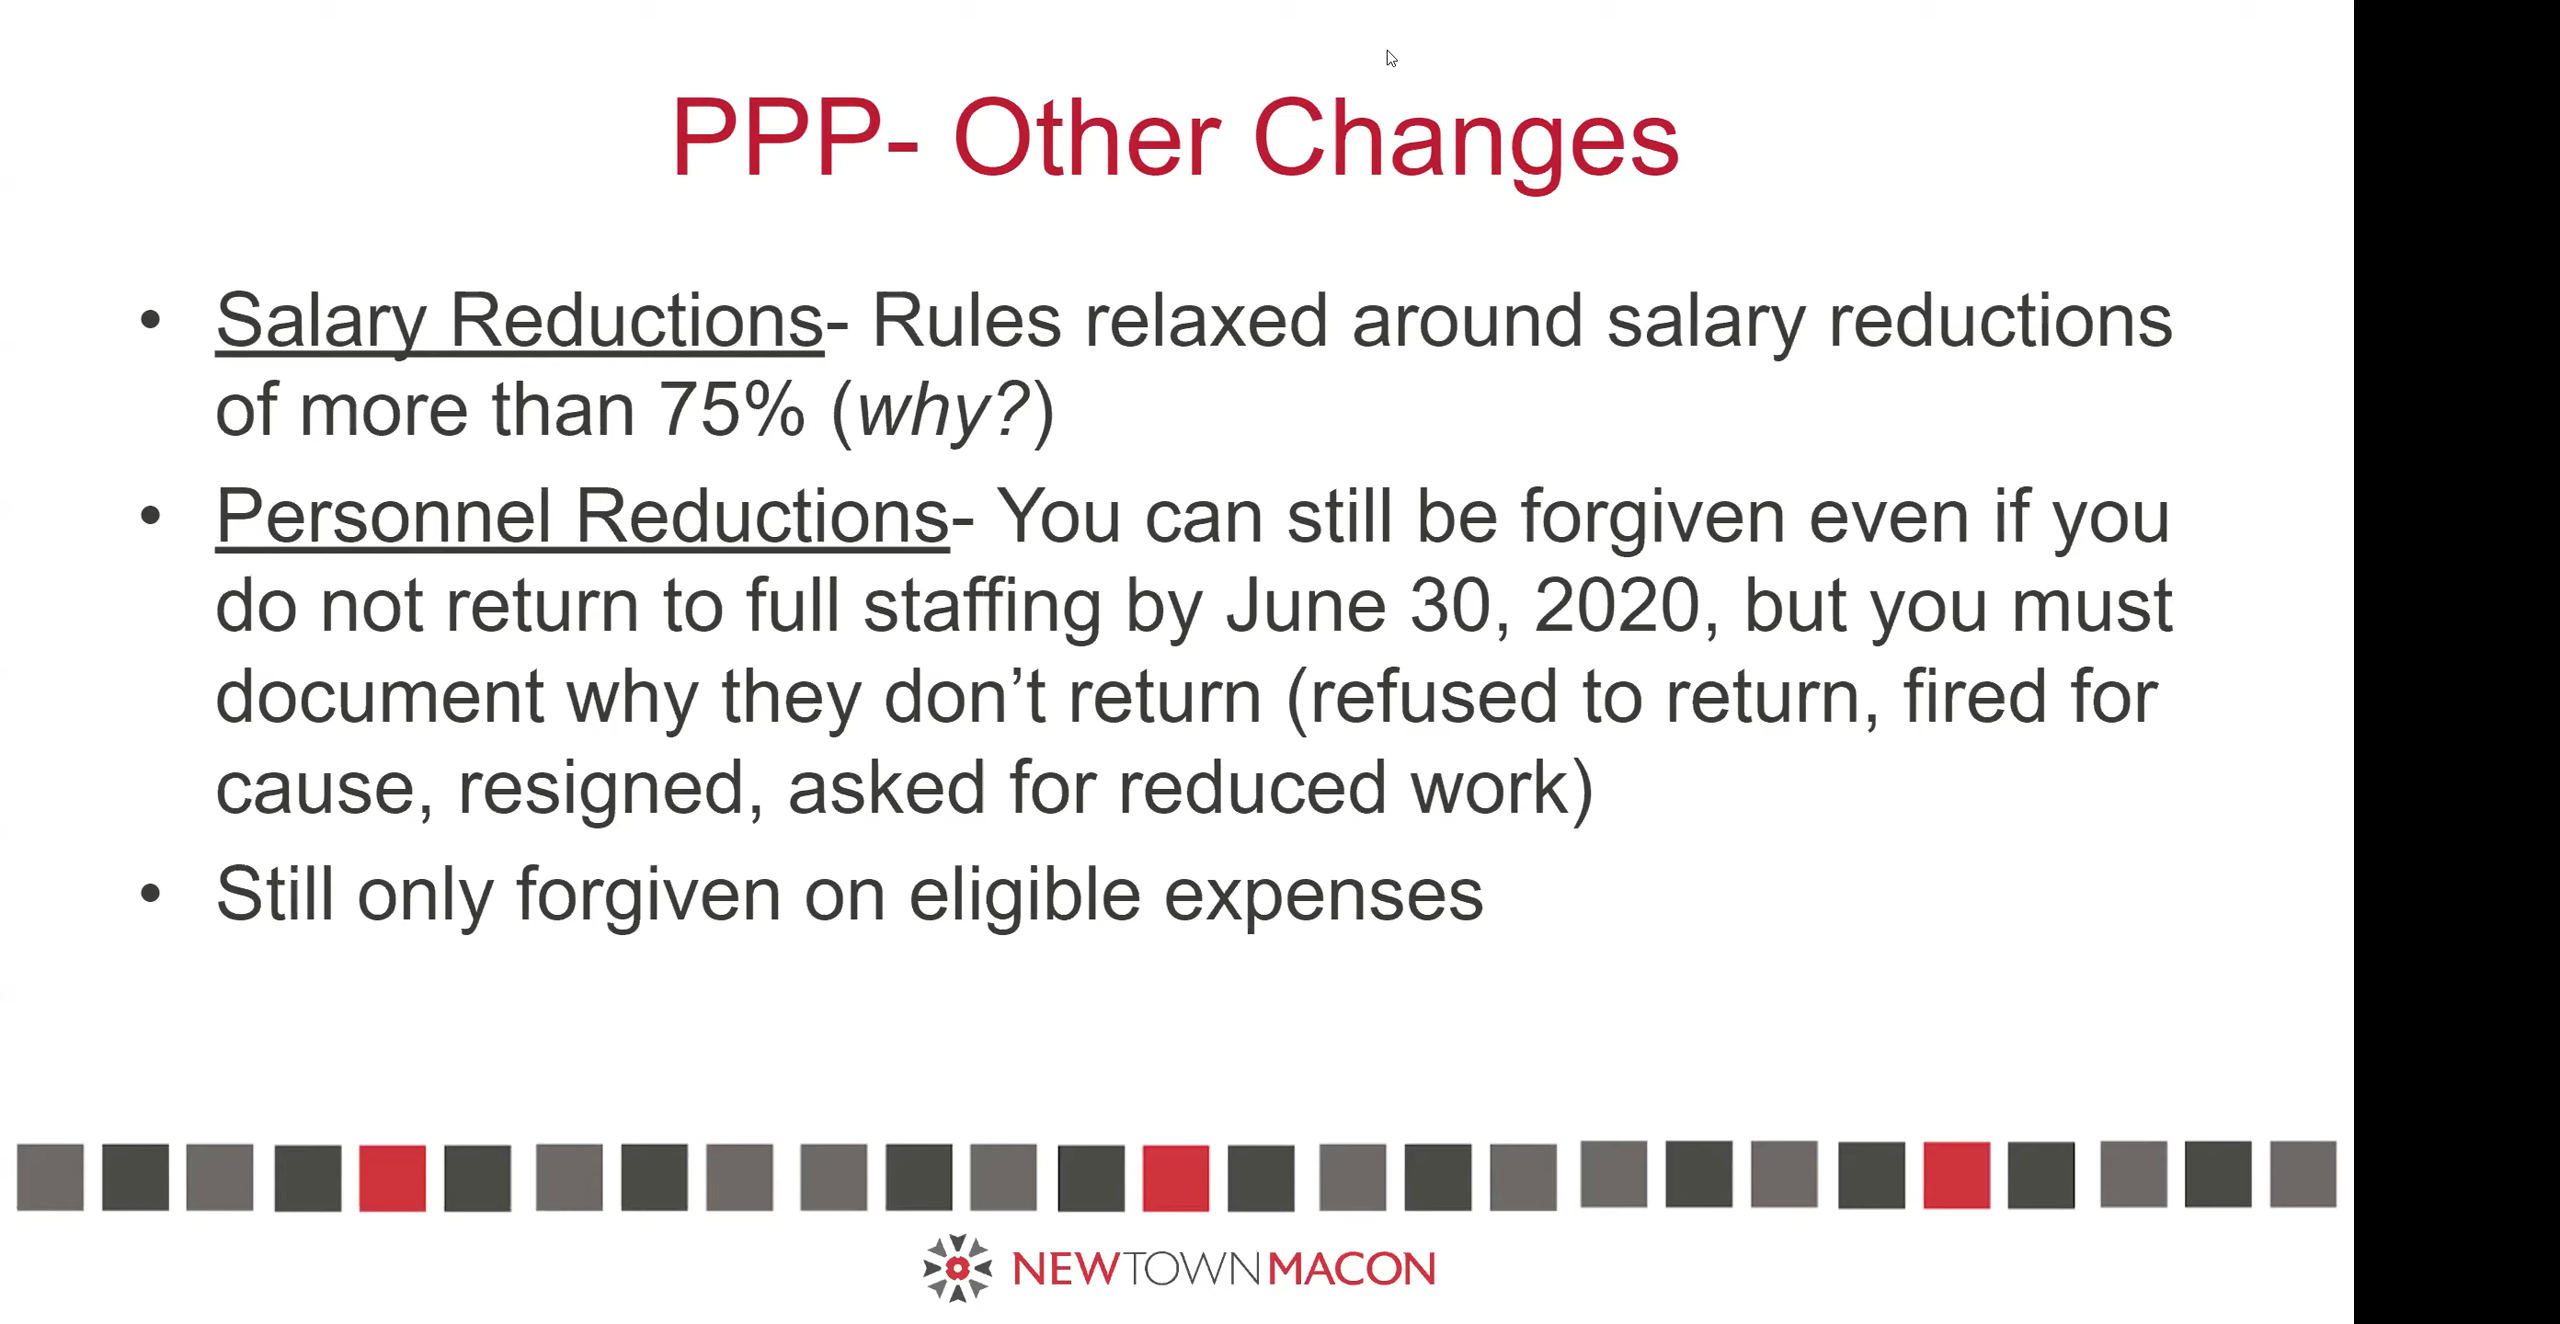 PPP- Other Changes
• Salary Reductions- Rules relaxed around salary reductions
of more than 75% (why?)
• Personnel Reductions- You can still be forgiven even if you
do not return to full staffing by June 30, 2020, but you must
document why they don’t return (refused to return, fired for
cause, resigned, asked for reduced work)
• Still only forgiven on eligible expenses
NEWTOWNMACON